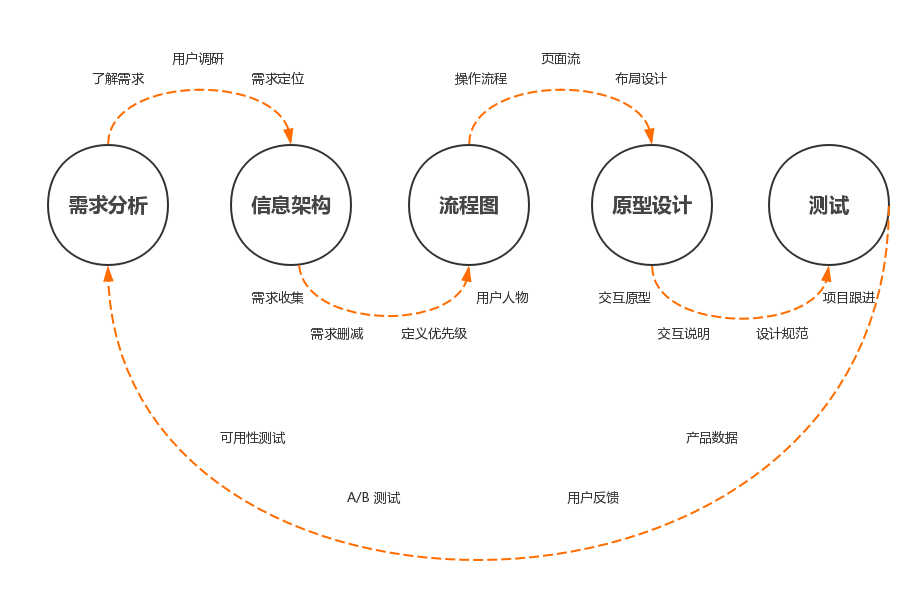 用户调研
页面流
了解需求
需求定位
操作流程
布局设计
需求分析
信息架构
流程图
原型设计
测试
需求收集
用户人物
交互原型
项目跟进
需求删减
定义优先级
交互说明
设计规范
可用性测试
产品数据
A/B 测试
用户反馈